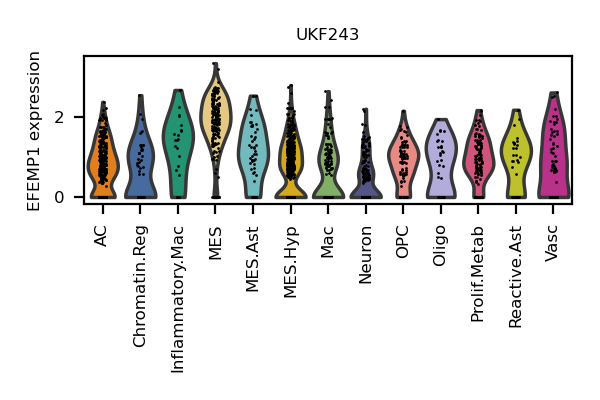 UKF243
EFEMP1 expression
2
0
AC
Chromatin.Reg
Inflammatory.Mac
MES
MES.Ast
MES.Hyp
Mac
Neuron
OPC
Oligo
Prolif.Metab
Reactive.Ast
Vasc